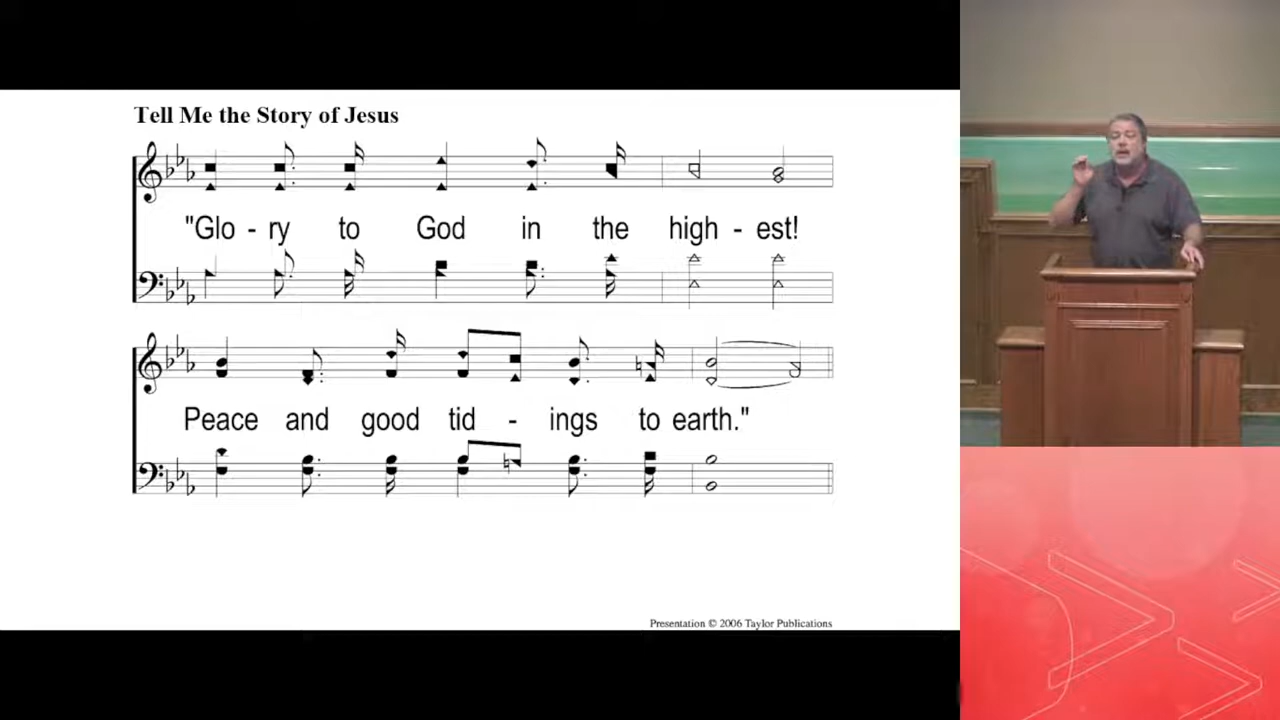 Tell Me the Story of Jesus
"Glo - ry to God in the high - est!
Peace and good tid - ings to earth."
Presentation © 2006 Taylor Publications